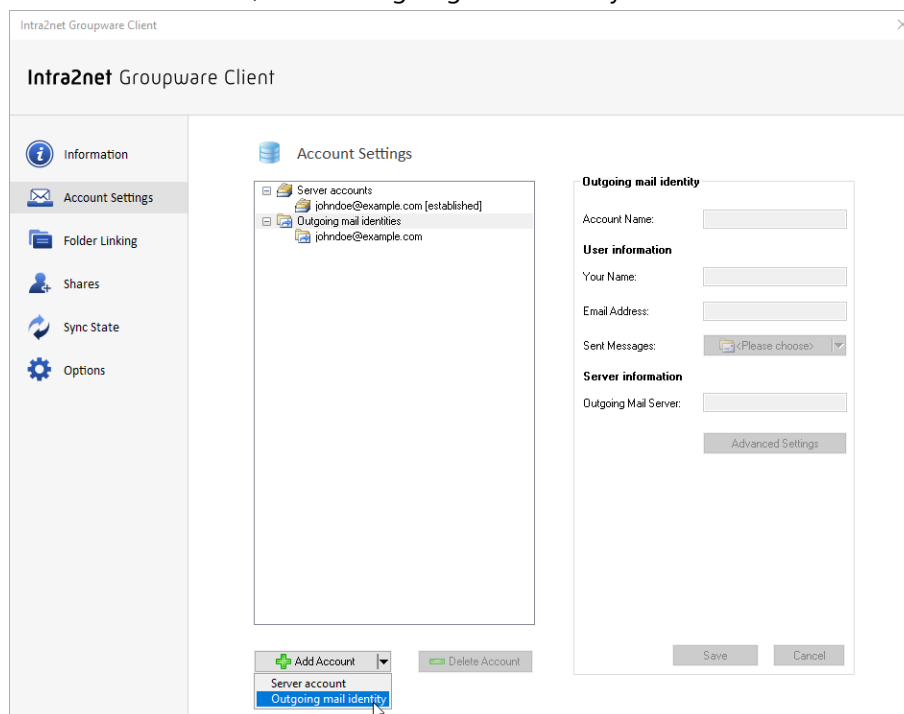 Intra2net Groupware Client
Intra2net Groupware Client
Information
Account Settings
Folder Linking
Shares
Sync State
Options
Account Settings
Server accounts
johndoe@example.com [established]
Outgoing mail identities
johndoe@example.com
Add Account
Delete Account
Server account
Outgoing mail identity
Outgoing mail identity
Account Name:
User information
Your Name:
Email Address:
Sent Messages: <Please choose>
Server information
Outgoing Mail Server:
Advanced Settings
Save Cancel